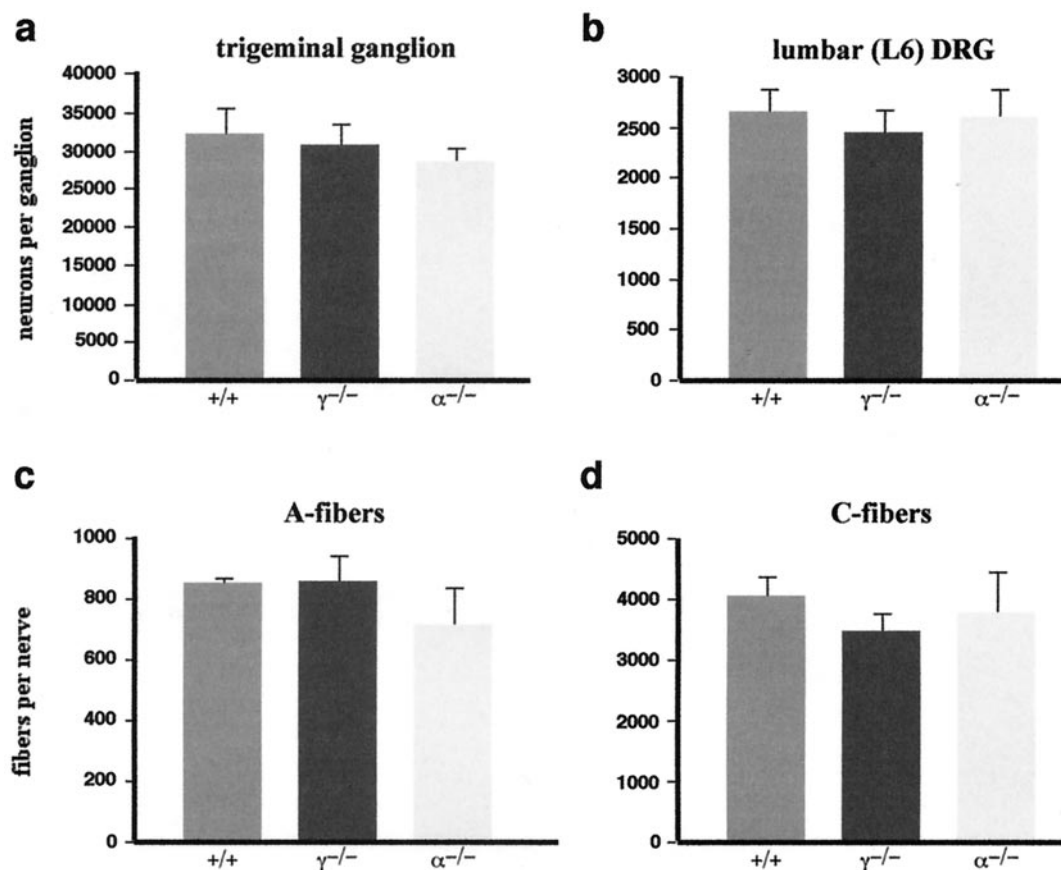 a
trigeminal ganglion
neurons per ganglion
40000
35000
30000
25000
20000
15000
10000
5000
0
+/+ γ−/− α−/−
b
lumbar (L6) DRG
3000
2500
2000
1500
1000
500
0
+/+ γ−/− α−/−
c
A-fibers
fibers per nerve
1000
800
600
400
200
0
+/+ γ−/− α−/−
d
C-fibers
5000
4000
3000
2000
1000
0
+/+ γ−/− α−/−